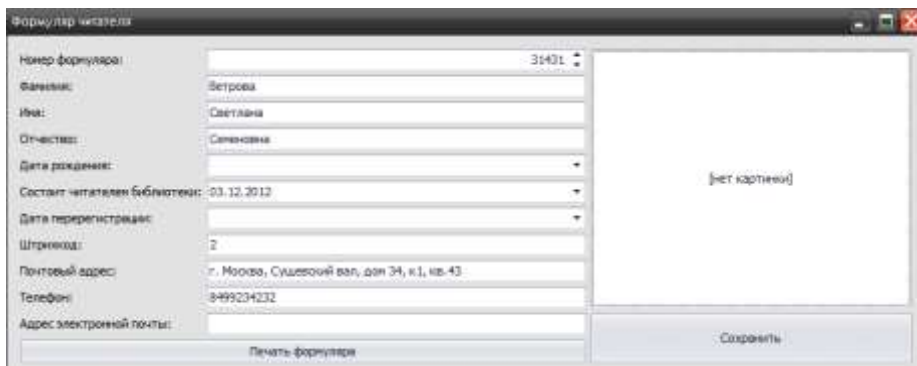 Формуляр читателя
Номер формуляра: 31431
Фамилия: Ветрова
Имя: Светлана
Отчество: Семеновна
Дата рождения:
Состоит читателем библиотеки: 03.12.2012
Дата перерегистрации:
Штрихкод: 2
Почтовый адрес: г. Москва, Сущевский вал, дом 34, к1, кв.43
Телефон: 8499234232
Адрес электронной почты:
Печать формуляра
[нет картинки]
Сохранить